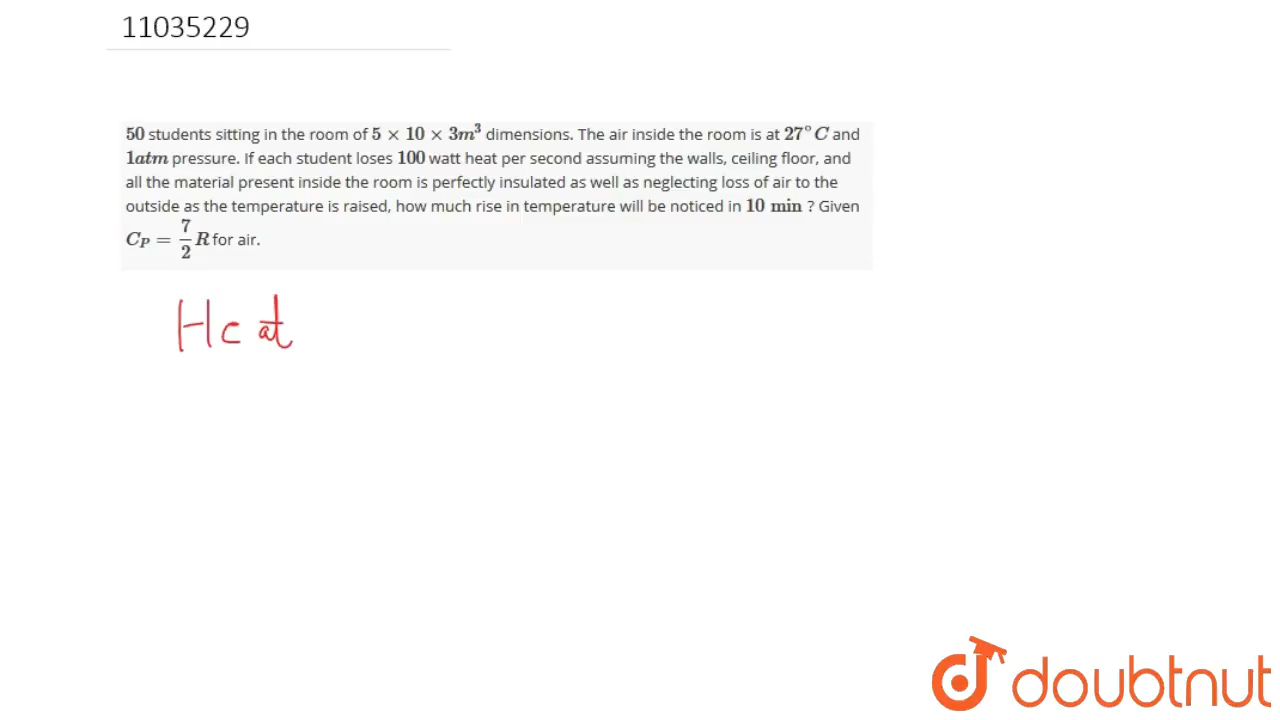 11035229
50 students sitting in the room of 5 × 10 × 3m³ dimensions. The air inside the room is at 27°C and
1atm pressure. If each student loses 100 watt heat per second assuming the walls, ceiling floor, and
all the material present inside the room is perfectly insulated as well as neglecting loss of air to the
outside as the temperature is raised, how much rise in temperature will be noticed in 10 min ? Given
C_P = 7/2 R for air.
Heat
doubtnut